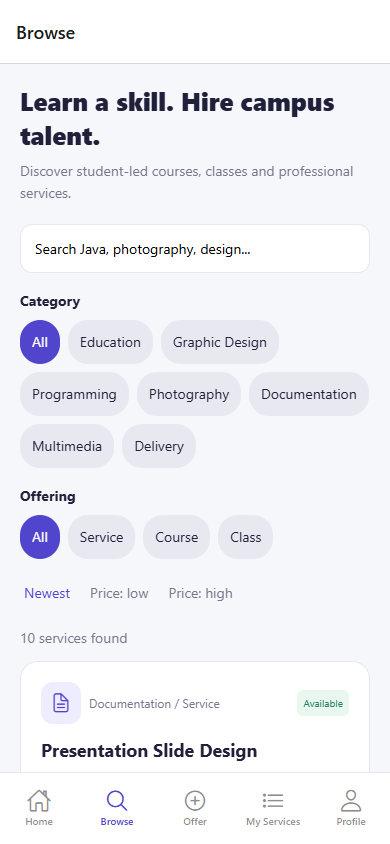 Browse
Learn a skill. Hire campus
talent.
Discover student-led courses, classes and professional
services.
Search Java, photography, design...
Category
All Education Graphic Design
Programming Photography Documentation
Multimedia Delivery
Offering
All Service Course Class
Newest Price: low Price: high
10 services found
Documentation / Service Available
Presentation Slide Design
Home Browse Offer My Services Profile